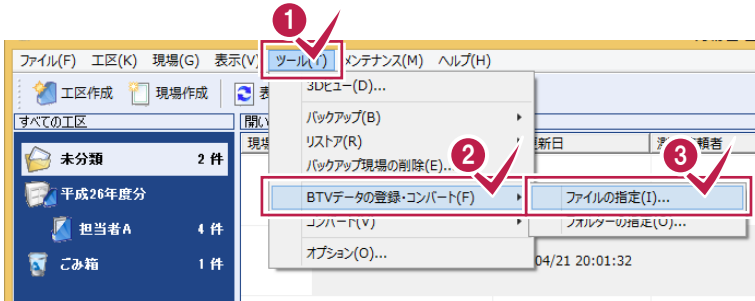 1
ファイル(F) 工区(K) 現場(G) 表示(V) ツール(T) メンテナンス(M) ヘルプ(H)
工区作成 現場作成
3Dビュー(D)...
すべての工区
バックアップ(B)
リストア(R)
バックアップ現場の削除(E)...
BTVデータの登録・コンバート(F)
コンバート(V)
オプション(O)...
2
3
ファイルの指定(I)...
フォルダーの指定(O)...
未分類 2 件
平成26年度分
担当者A 4 件
ごみ箱 1 件
04/21 20:01:32